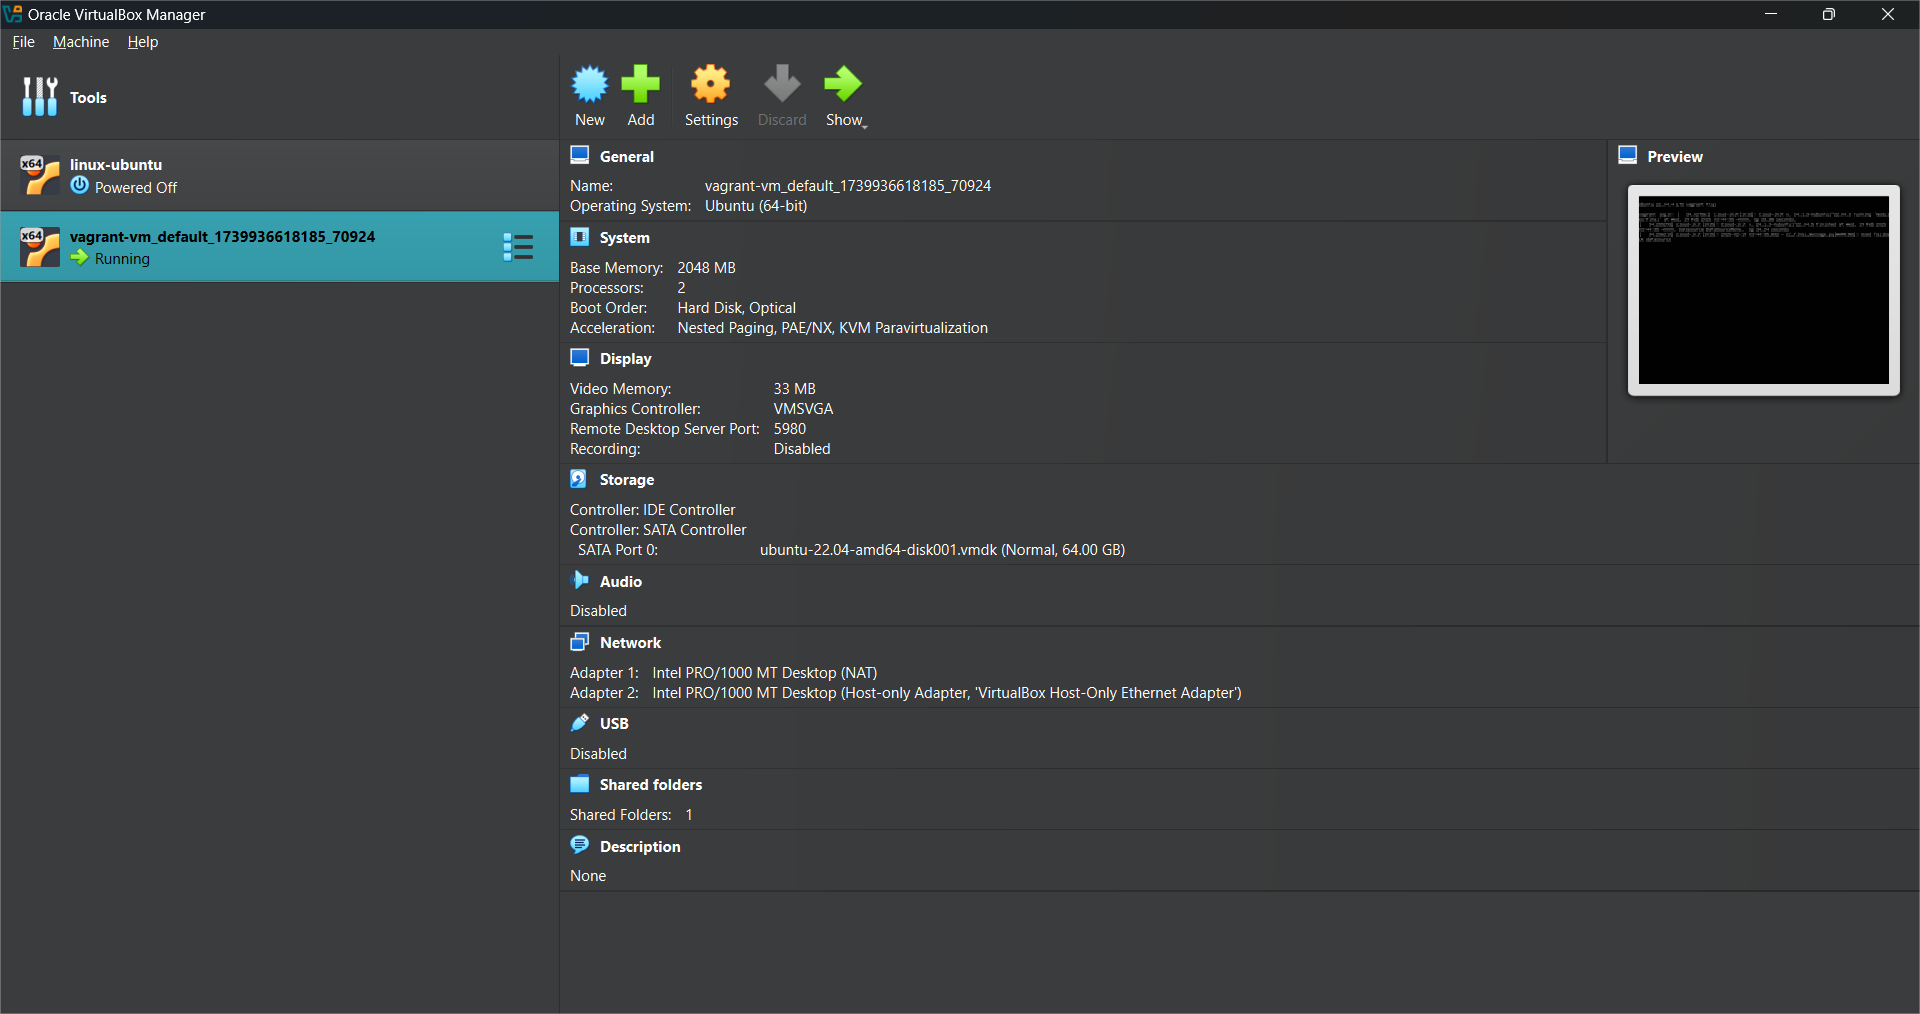 Oracle VirtualBox Manager
File Machine Help
Tools
New Add Settings Discard Show
x64 linux-ubuntu
Powered Off
x64 vagrant-vm_default_1739936618185_70924
Running
General
Name: vagrant-vm_default_1739936618185_70924
Operating System: Ubuntu (64-bit)
System
Base Memory: 2048 MB
Processors: 2
Boot Order: Hard Disk, Optical
Acceleration: Nested Paging, PAE/NX, KVM Paravirtualization
Display
Video Memory: 33 MB
Graphics Controller: VMSVGA
Remote Desktop Server Port: 5980
Recording: Disabled
Preview
Storage
Controller: IDE Controller
Controller: SATA Controller
SATA Port 0: ubuntu-22.04-amd64-disk001.vmdk (Normal, 64.00 GB)
Audio
Disabled
Network
Adapter 1: Intel PRO/1000 MT Desktop (NAT)
Adapter 2: Intel PRO/1000 MT Desktop (Host-only Adapter, 'VirtualBox Host-Only Ethernet Adapter')
USB
Disabled
Shared folders
Shared Folders: 1
Description
None